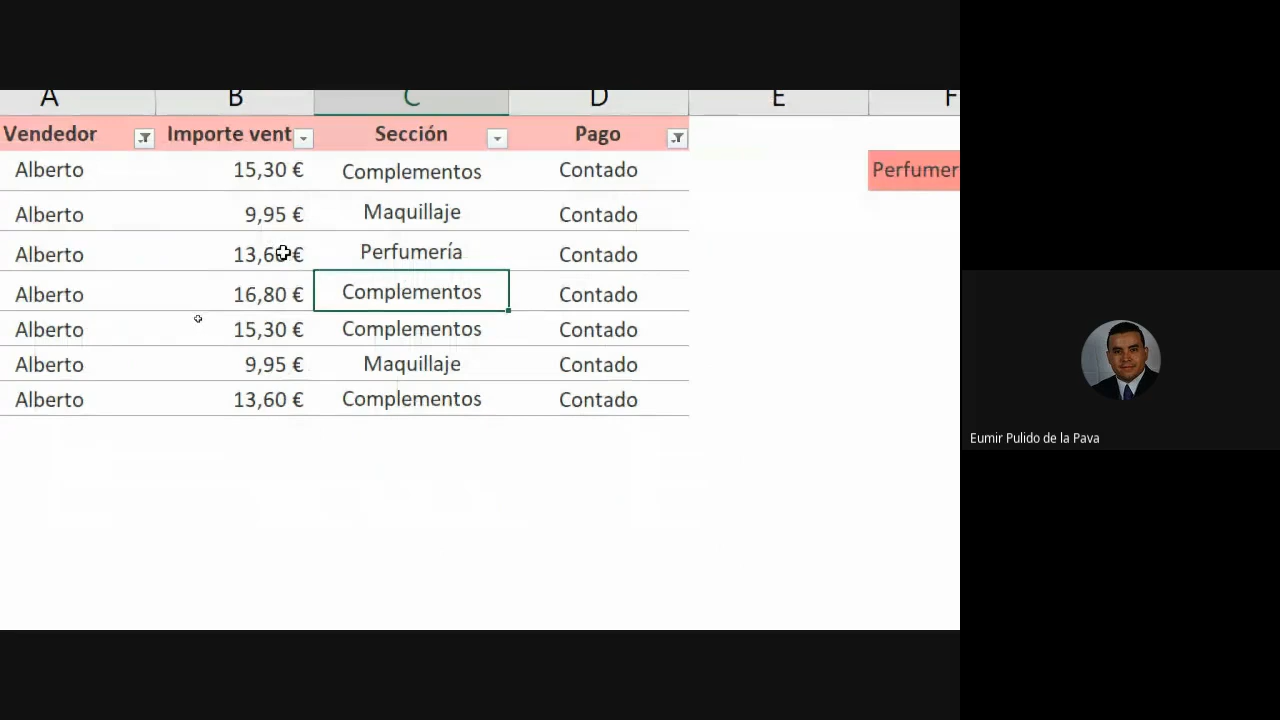 A B C D E F
Vendedor Importe vent Sección Pago
Alberto 15,30 € Complementos Contado Perfumer
Alberto 9,95 € Maquillaje Contado
Alberto 13,60 € Perfumería Contado
Alberto 16,80 € Complementos Contado
Alberto 15,30 € Complementos Contado
Alberto 9,95 € Maquillaje Contado
Alberto 13,60 € Complementos Contado
Eumir Pulido de la Pava